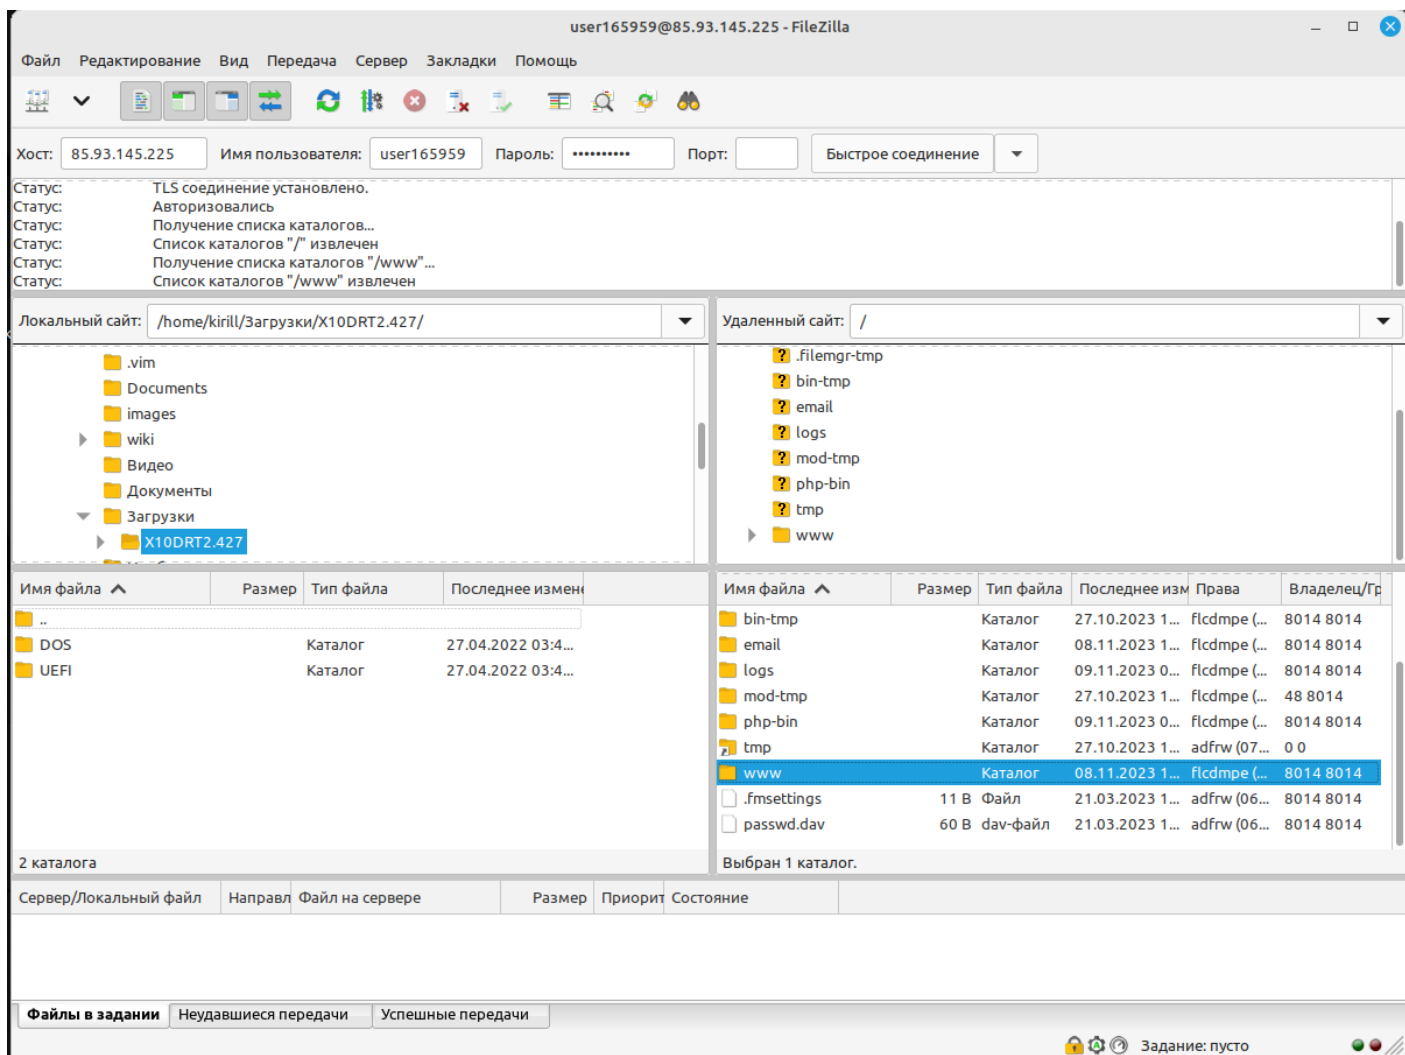 user165959@85.93.145.225 - FileZilla
Файл Редактирование Вид Передача Сервер Закладки Помощь
Хост: 85.93.145.225 Имя пользователя: user165959 Пароль: •••••••••• Порт: Быстрое соединение
Статус: TLS соединение установлено.
Статус: Авторизовались
Статус: Получение списка каталогов...
Статус: Список каталогов "/" извлечен
Статус: Получение списка каталогов "/www"...
Статус: Список каталогов "/www" извлечен
Локальный сайт: /home/kirill/Загрузки/X10DRT2.427/
.vim
Documents
images
wiki
Видео
Документы
Загрузки
X10DRT2.427
Имя файла Размер Тип файла Последнее измене
..
DOS Каталог 27.04.2022 03:4...
UEFI Каталог 27.04.2022 03:4...
2 каталога
Удаленный сайт: /
.filemgr-tmp
bin-tmp
email
logs
mod-tmp
php-bin
tmp
www
Имя файла Размер Тип файла Последнее изм Права Владелец/Гр
bin-tmp Каталог 27.10.2023 1... flcdmpe (... 8014 8014
email Каталог 08.11.2023 1... flcdmpe (... 8014 8014
logs Каталог 09.11.2023 0... flcdmpe (... 8014 8014
mod-tmp Каталог 27.10.2023 1... flcdmpe (... 48 8014
php-bin Каталог 09.11.2023 0... flcdmpe (... 8014 8014
tmp Каталог 27.10.2023 1... adfrw (07... 0 0
www Каталог 08.11.2023 1... flcdmpe (... 8014 8014
.fmsettings 11 B Файл 21.03.2023 1... adfrw (06... 8014 8014
passwd.dav 60 B dav-файл 21.03.2023 1... adfrw (06... 8014 8014
Выбран 1 каталог.
Сервер/Локальный файл Направл Файл на сервере Размер Приорит Состояние
Файлы в задании Неудавшиеся передачи Успешные передачи
Задание: пусто